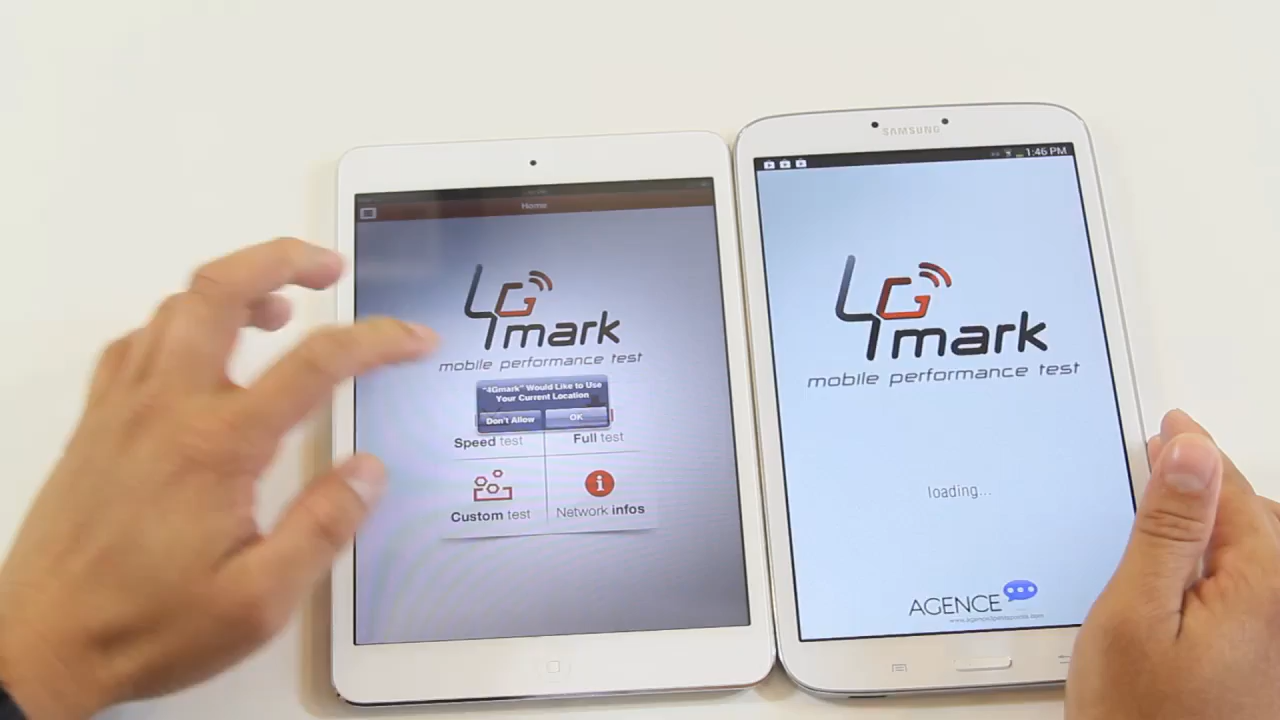 Home
4G
mark
mobile performance test
"4Gmark" Would Like to Use
Your Current Location
Don't Allow
OK
Speed test
Full test
Custom test
Network infos
SAMSUNG
1:46 PM
4G
mark
mobile performance test
loading...
AGENCE